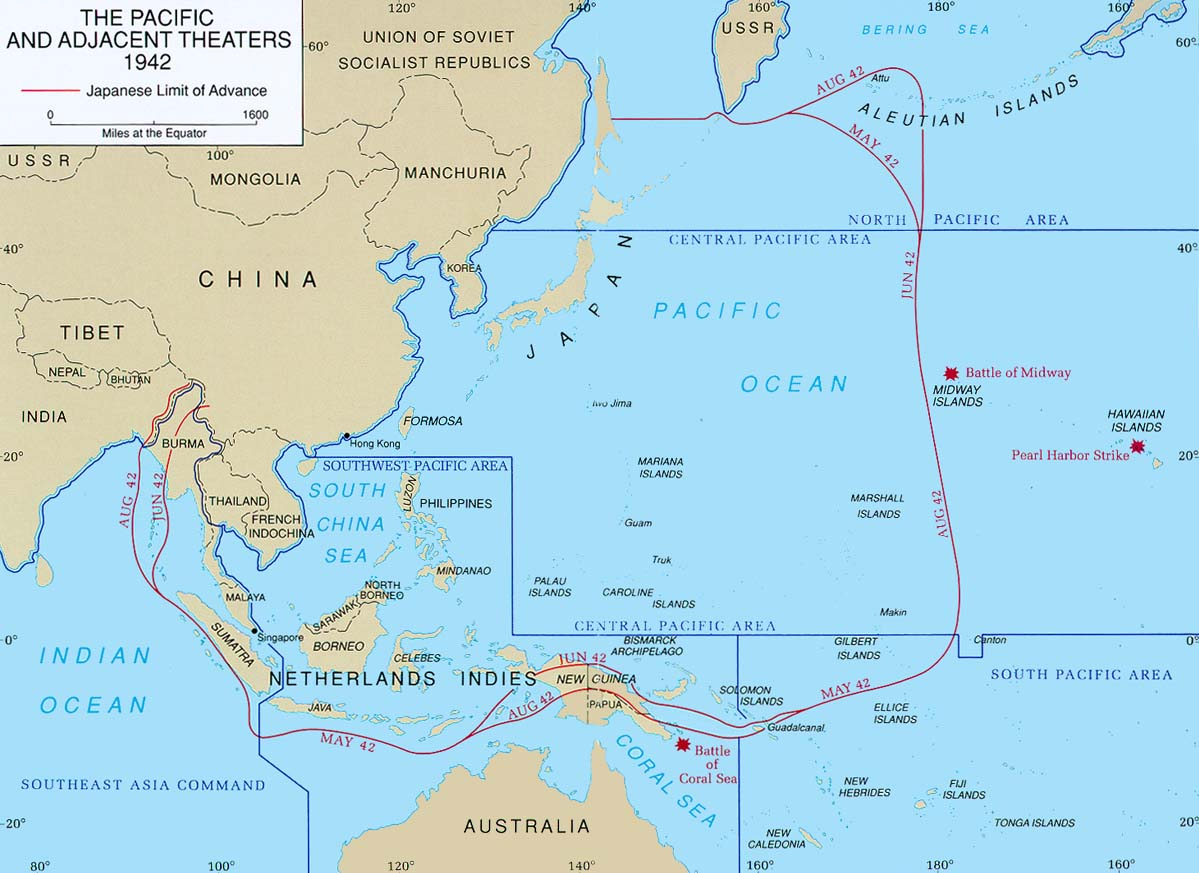 THE PACIFIC
AND ADJACENT THEATERS
1942
Japanese Limit of Advance
0 1600
Miles at the Equator
120°
140°
160°
180°
160°
60°
60°
UNION OF SOVIET
SOCIALIST REPUBLICS
USSR
BERING SEA
AUG 42
Attu
ALEUTIAN ISLANDS
MAY 42
USSR
100°
MONGOLIA
MANCHURIA
NORTH PACIFIC AREA
CENTRAL PACIFIC AREA
40°
40°
CHINA
KOREA
JAPAN
JUN 42
PACIFIC
OCEAN
TIBET
NEPAL
BHUTAN
INDIA
BURMA
Battle of Midway
MIDWAY
ISLANDS
Iwo Jima
FORMOSA
Hong Kong
HAWAIIAN
ISLANDS
Pearl Harbor Strike
20°
20°
SOUTHWEST PACIFIC AREA
MARIANA
ISLANDS
AUG 42
JUN 42
THAILAND
FRENCH
INDOCHINA
SOUTH
CHINA
SEA
LUZON
PHILIPPINES
MARSHALL
ISLANDS
AUG 42
Guam
Truk
MINDANAO
PALAU
ISLANDS
CAROLINE
ISLANDS
NORTH
BORNEO
SARAWAK
MALAYA
Makin
CENTRAL PACIFIC AREA
0°
0°
Singapore
SUMATRA
BORNEO
CELEBES
BISMARCK
ARCHIPELAGO
GILBERT
ISLANDS
Canton
INDIAN
OCEAN
NETHERLANDS INDIES
JUN 42
NEW GUINEA
SOUTH PACIFIC AREA
JAVA
AUG 42
PAPUA
SOLOMON
ISLANDS
MAY 42
ELLICE
ISLANDS
Guadalcanal
MAY 42
Battle
of
Coral Sea
CORAL SEA
SOUTHEAST ASIA COMMAND
NEW
HEBRIDES
FIJI
ISLANDS
20°
20°
AUSTRALIA
TONGA ISLANDS
NEW
CALEDONIA
80°
100°
120°
140°
160°
180°
160°